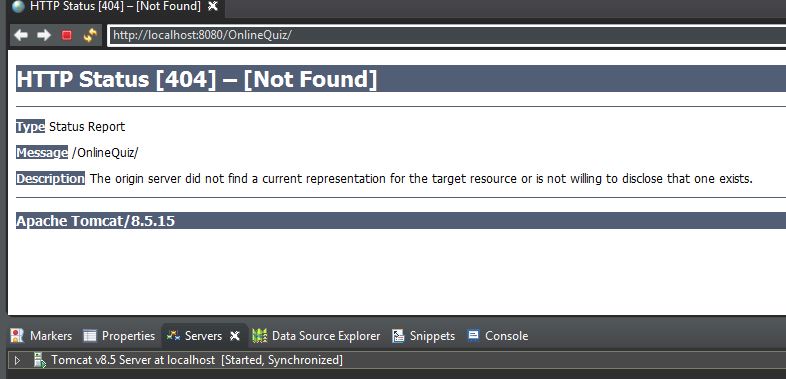 HTTP Status [404] – [Not Found]
http://localhost:8080/OnlineQuiz/
HTTP Status [404] – [Not Found]
Type Status Report
Message /OnlineQuiz/
Description The origin server did not find a current representation for the target resource or is not willing to disclose that one exists.
Apache Tomcat/8.5.15
Markers Properties Servers Data Source Explorer Snippets Console
Tomcat v8.5 Server at localhost [Started, Synchronized]